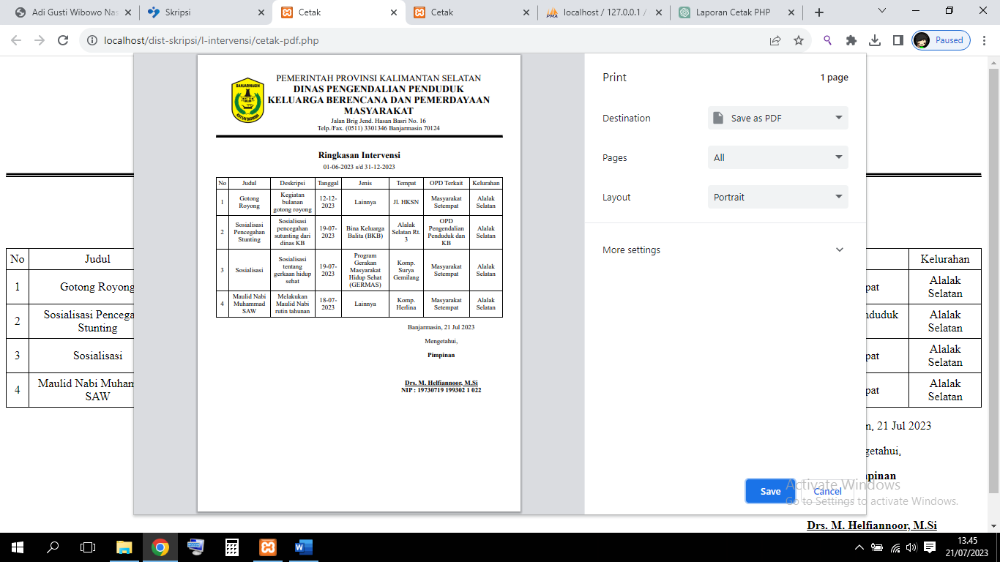 Adi Gusti Wibowo Nas
Skripsi
Cetak
Cetak
localhost / 127.0.0.1 /
Laporan Cetak PHP
localhost/dist-skripsi/l-intervensi/cetak-pdf.php
Paused
PEMERINTAH PROVINSI KALIMANTAN SELATAN
DINAS PENGENDALIAN PENDUDUK
KELUARGA BERENCANA DAN PEMERDAYAAN
MASYARAKAT
Jalan Brig Jend. Hasan Basri No. 16
Telp./Fax. (0511) 3301346 Banjarmasin 70124
BANJARMASIN
Ringkasan Intervensi
01-06-2023 s/d 31-12-2023
No Judul Deskripsi Tanggal Jenis Tempat OPD Terkait Kelurahan
1 Gotong Royong Kegiatan bulanan gotong royong 12-12-2023 Lainnya Jl. HKSN Masyarakat Setempat Alalak Selatan
2 Sosialisasi Pencegahan Stunting Sosialisasi pencegahan sutunting dari dinas KB 19-07-2023 Bina Keluarga Balita (BKB) Alalak Selatan Rt. 3 OPD Pengendalian Penduduk dan KB Alalak Selatan
3 Sosialisasi Sosialisasi tentang gerkaan hidup sehat 19-07-2023 Program Gerakan Masyarakat Hidup Sehat (GERMAS) Komp. Surya Gemilang Masyarakat Setempat Alalak Selatan
4 Maulid Nabi Muhammad SAW Melakukan Maulid Nabi rutin tahunan 18-07-2023 Lainnya Komp. Herlina Masyarakat Setempat Alalak Selatan
Banjarmasin, 21 Jul 2023
Mengetahui,
Pimpinan
Drs. M. Helfiannoor, M.Si
NIP : 19730719 199302 1 022
Print
1 page
Destination
Save as PDF
Pages
All
Layout
Portrait
More settings
Save
Cancel
No Judul
1 Gotong Royong
2 Sosialisasi Pencega
Stunting
3 Sosialisasi
4 Maulid Nabi Muham
SAW
Kelurahan
pat Alalak
Selatan
nduduk Alalak
Selatan
pat Alalak
Selatan
pat Alalak
Selatan
n, 21 Jul 2023
getahui,
npinan
Drs. M. Helfiannoor, M.Si
Activate Windows
Go to Settings to activate Windows.
13.45
21/07/2023